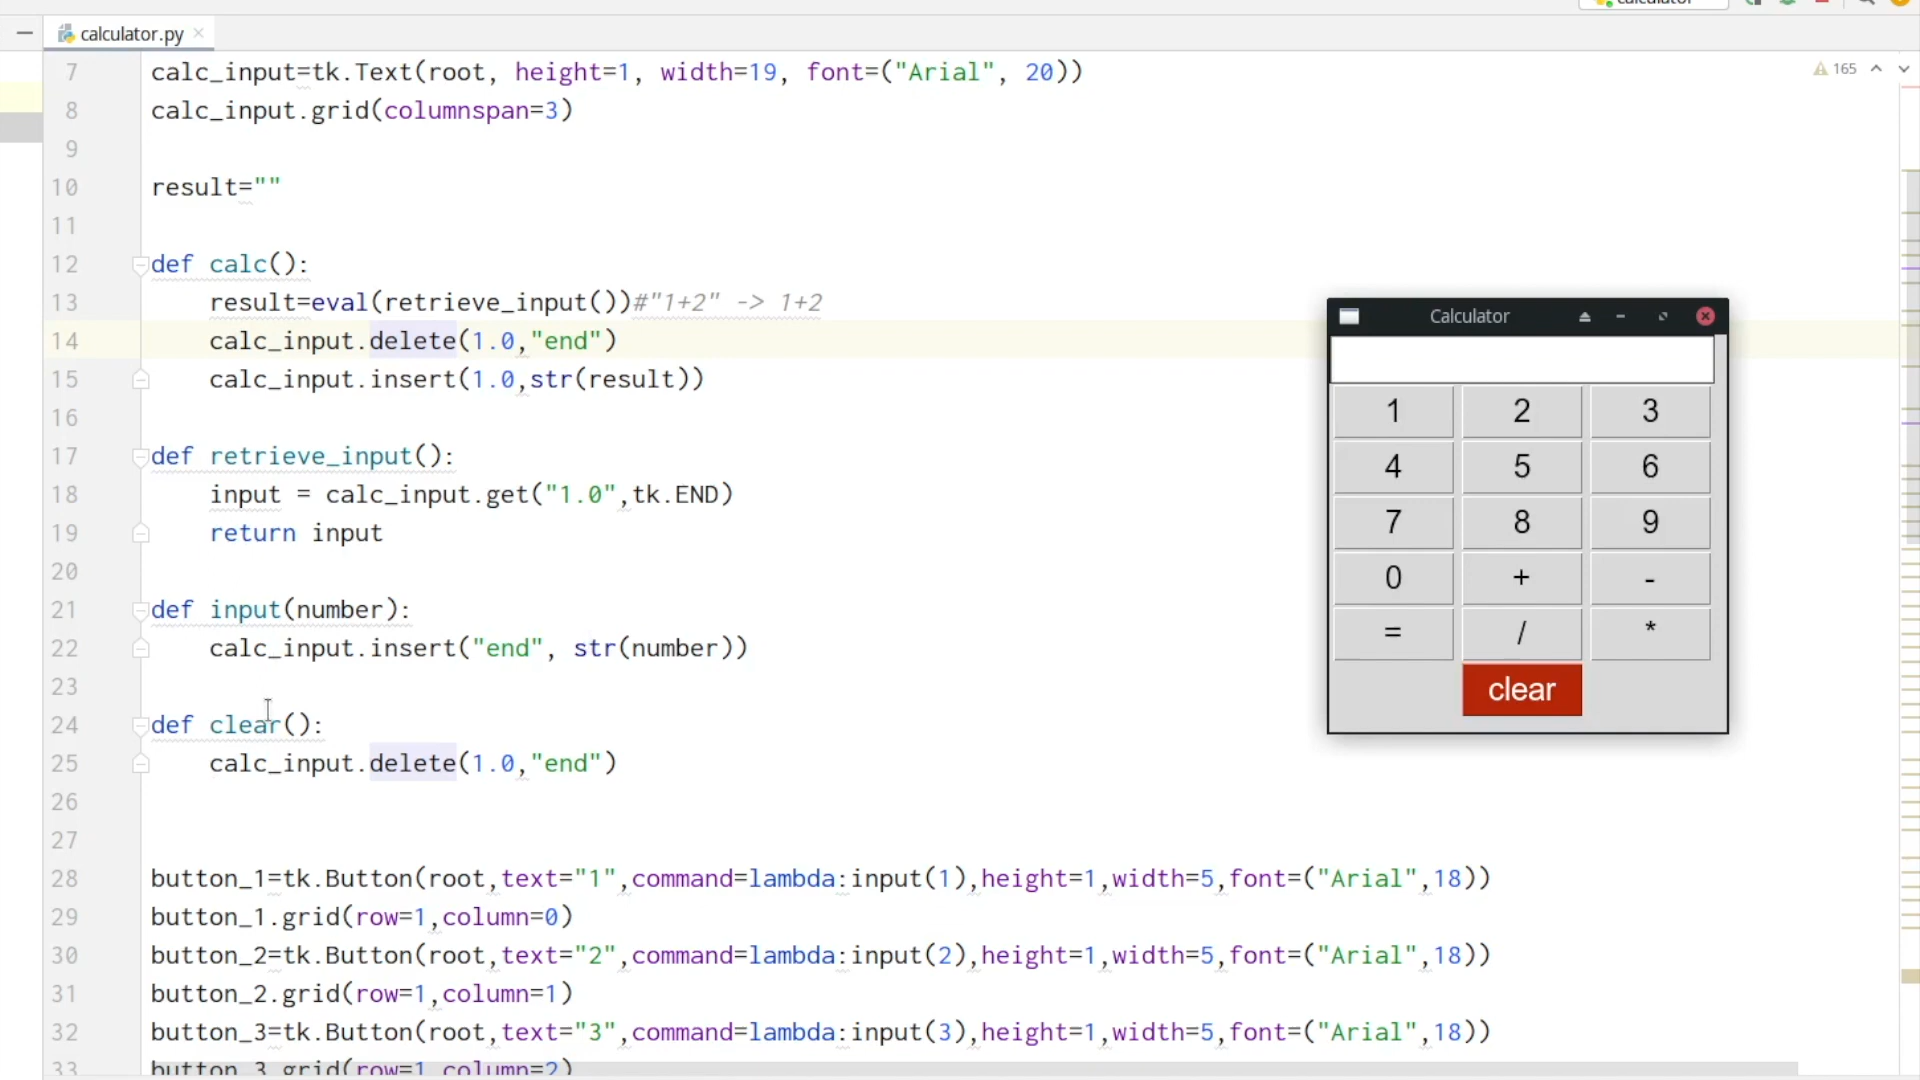 calculator
calculator.py
165
7 calc_input=tk.Text(root, height=1, width=19, font=("Arial", 20))
8 calc_input.grid(columnspan=3)
9
10 result=""
11
12 def calc():
13 result=eval(retrieve_input())#"1+2" -> 1+2
14 calc_input.delete(1.0,"end")
15 calc_input.insert(1.0,str(result))
16
17 def retrieve_input():
18 input = calc_input.get("1.0",tk.END)
19 return input
20
21 def input(number):
22 calc_input.insert("end", str(number))
23
24 def clear():
25 calc_input.delete(1.0,"end")
26
27
28 button_1=tk.Button(root,text="1",command=lambda:input(1),height=1,width=5,font=("Arial",18))
29 button_1.grid(row=1,column=0)
30 button_2=tk.Button(root,text="2",command=lambda:input(2),height=1,width=5,font=("Arial",18))
31 button_2.grid(row=1,column=1)
32 button_3=tk.Button(root,text="3",command=lambda:input(3),height=1,width=5,font=("Arial",18))
33 button_3.grid(row=1,column=2)
Calculator
1 2 3
4 5 6
7 8 9
0 + -
= / *
clear